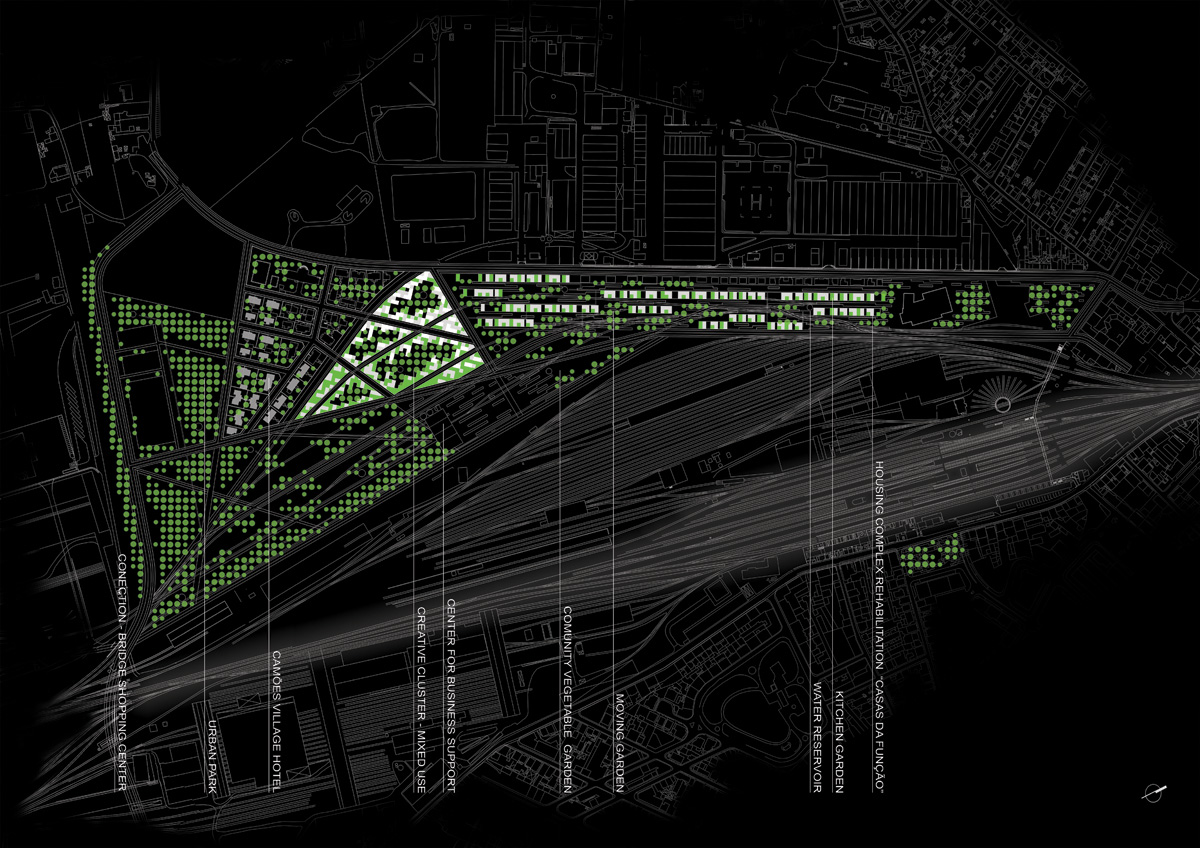 CONECTION - BRIDGE SHOPPING CENTER
URBAN PARK
CAMÕES VILLAGE HOTEL
CREATIVE CLUSTER - MIXED USE
CENTER FOR BUSINESS SUPPORT
COMUNITY VEGETABLE GARDEN
MOVING GARDEN
WATER RESERVOIR
KITCHEN GARDEN
HOUSING COMPLEX REHABILITATION "CASAS DA FUNÇÃO"
H